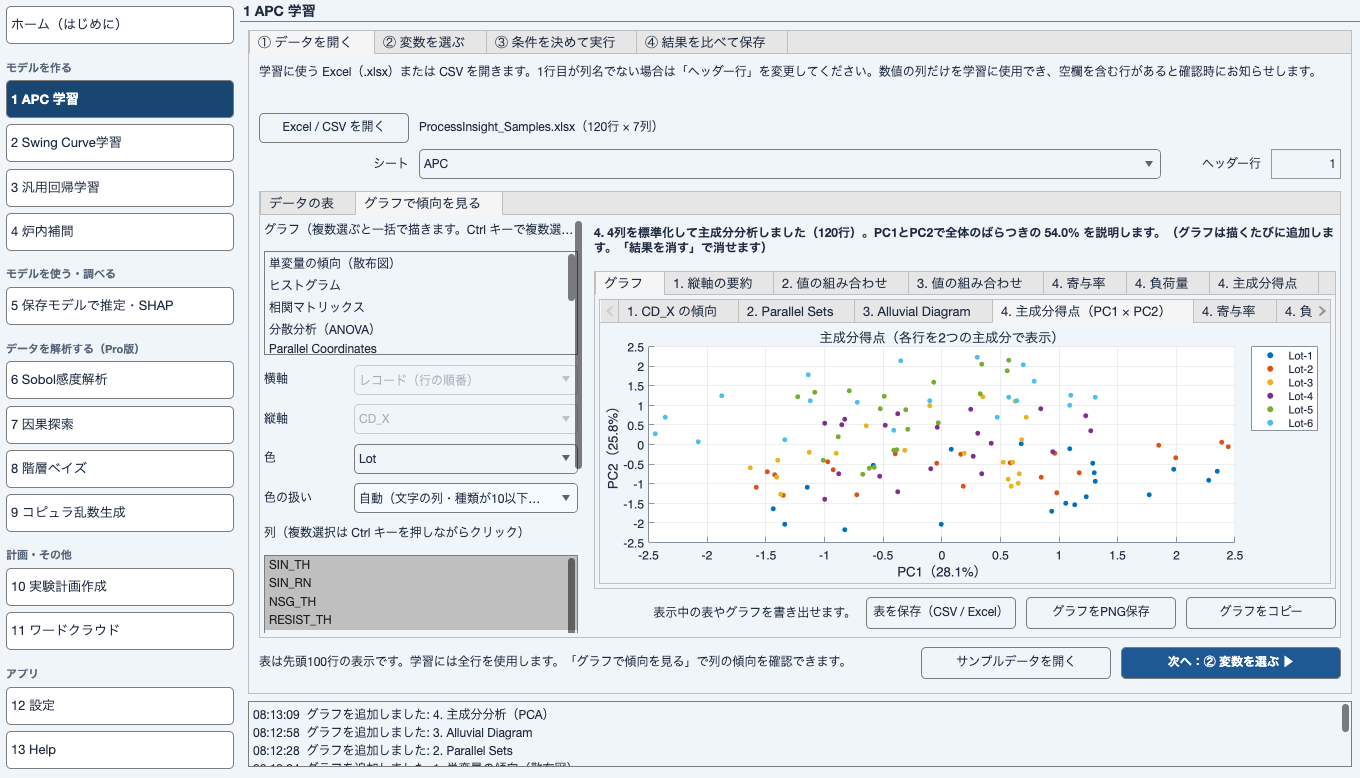 ホーム（はじめに）
モデルを作る
1 APC 学習
2 Swing Curve学習
3 汎用回帰学習
4 炉内補間
モデルを使う・調べる
5 保存モデルで推定・SHAP
データを解析する（Pro版）
6 Sobol感度解析
7 因果探索
8 階層ベイズ
9 コピュラ乱数生成
計画・その他
10 実験計画作成
11 ワードクラウド
アプリ
12 設定
13 Help
1 APC 学習
① データを開く
② 変数を選ぶ
③ 条件を決めて実行
④ 結果を比べて保存
学習に使う Excel（.xlsx）または CSV を開きます。1行目が列名でない場合は「ヘッダー行」を変更してください。数値の列だけを学習に使用でき、空欄を含む行があると確認時にお知らせします。
Excel / CSV を開く
ProcessInsight_Samples.xlsx（120行 × 7列）
シート
APC
ヘッダー行
1
データの表
グラフで傾向を見る
グラフ（複数選ぶと一括で描きます。Ctrl キーで複数選...
単変量の傾向（散布図）
ヒストグラム
相関マトリックス
分散分析（ANOVA）
Parallel Coordinates
横軸
レコード（行の順番）
縦軸
CD_X
色
Lot
色の扱い
自動（文字の列・種類が10以下...
列（複数選択は Ctrl キーを押しながらクリック）
SIN_TH
SIN_RN
NSG_TH
RESIST_TH
4. 4列を標準化して主成分分析しました（120行）。PC1とPC2で全体のばらつきの 54.0% を説明します。（グラフは描くたびに追加しま
す。「結果を消す」で消せます）
グラフ
1. 縦軸の要約
2. 値の組み合わせ
3. 値の組み合わせ
4. 寄与率
4. 負荷量
4. 主成分得点
1. CD_X の傾向
2. Parallel Sets
3. Alluvial Diagram
4. 主成分得点（PC1 × PC2）
4. 寄与率
4. 負
主成分得点（各行を2つの主成分で表示）
2.5
2
1.5
1
0.5
0
-0.5
-1
-1.5
-2
-2.5
PC2（25.8%）
-2.5
-2
-1.5
-1
-0.5
0
0.5
1
1.5
2
2.5
PC1（28.1%）
Lot-1
Lot-2
Lot-3
Lot-4
Lot-5
Lot-6
表示中の表やグラフを書き出せます。
表を保存（CSV / Excel）
グラフをPNG保存
グラフをコピー
表は先頭100行の表示です。学習には全行を使用します。「グラフで傾向を見る」で列の傾向を確認できます。
サンプルデータを開く
次へ：② 変数を選ぶ ▶
08:13:09 グラフを追加しました: 4. 主成分分析（PCA）
08:12:58 グラフを追加しました: 3. Alluvial Diagram
08:12:28 グラフを追加しました: 2. Parallel Sets